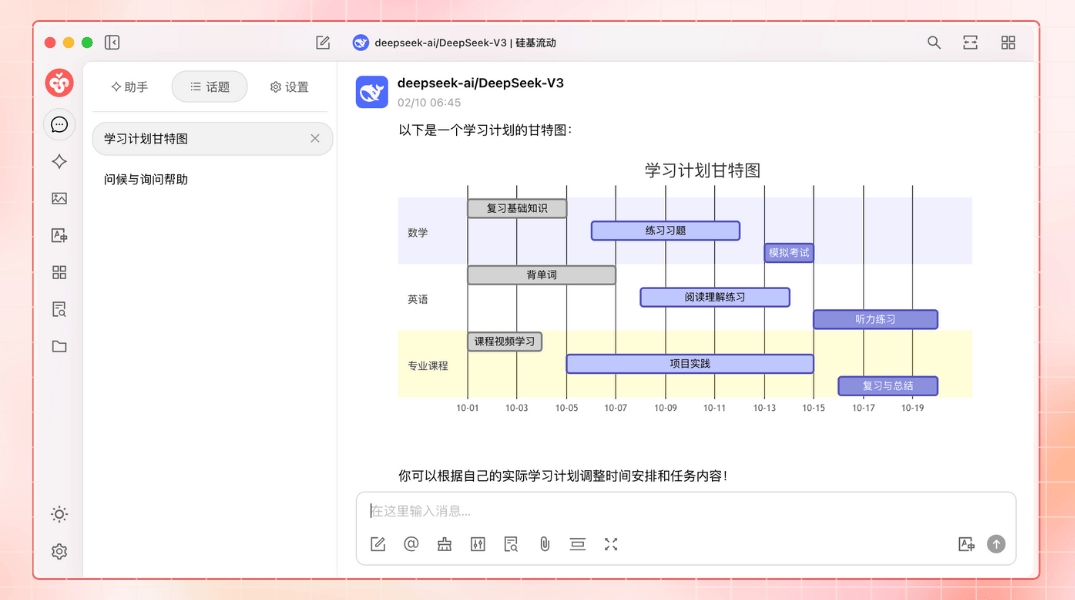 deepseek-ai/DeepSeek-V3 | 硅基流动
助手
话题
设置
学习计划甘特图
问候与询问帮助
deepseek-ai/DeepSeek-V3
02/10 06:45
以下是一个学习计划的甘特图：
学习计划甘特图
数学
复习基础知识
练习习题
模拟考试
英语
背单词
阅读理解练习
听力练习
专业课程
课程视频学习
项目实践
复习与总结
10-01 10-03 10-05 10-07 10-09 10-11 10-13 10-15 10-17 10-19
你可以根据自己的实际学习计划调整时间安排和任务内容！
在这里输入消息...